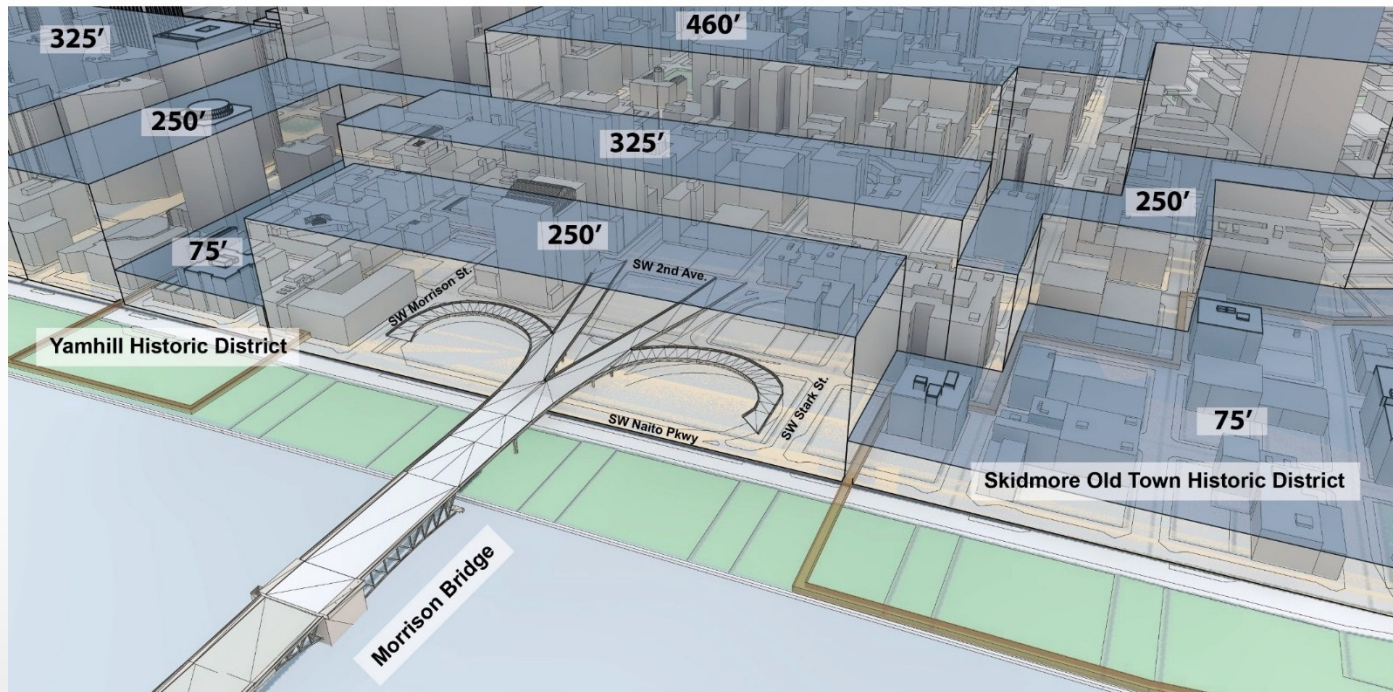 325’
460’
250’
325’
250’
75’
250’
SW 2nd Ave.
SW Morrison St.
Yamhill Historic District
SW Stark St.
SW Naito Pkwy
75’
Skidmore Old Town Historic District
Morrison Bridge